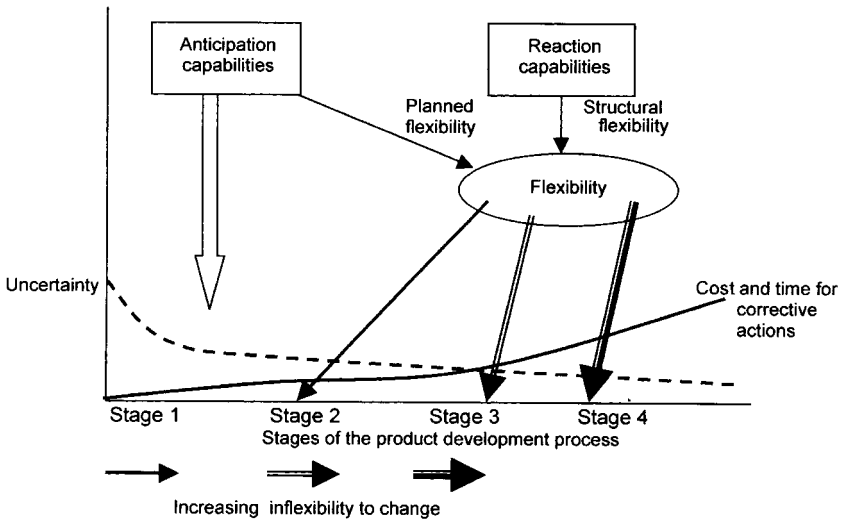 Anticipation
capabilities
Reaction
capabilities
Planned
flexibility
Structural
flexibility
Flexibility
Uncertainty
Cost and time for
corrective
actions
Stage 1
Stage 2
Stage 3
Stage 4
Stages of the product development process
Increasing inflexibility to change